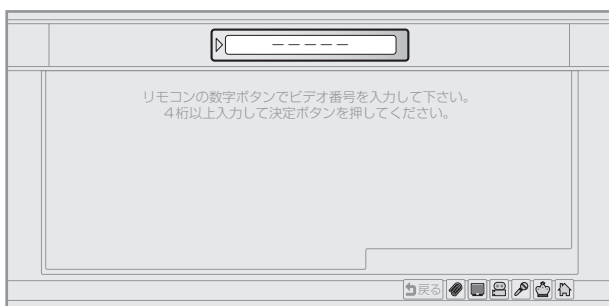 －－－－－
リモコンの数字ボタンでビデオ番号を入力して下さい。
4桁以上入力して決定ボタンを押してください。
戻る